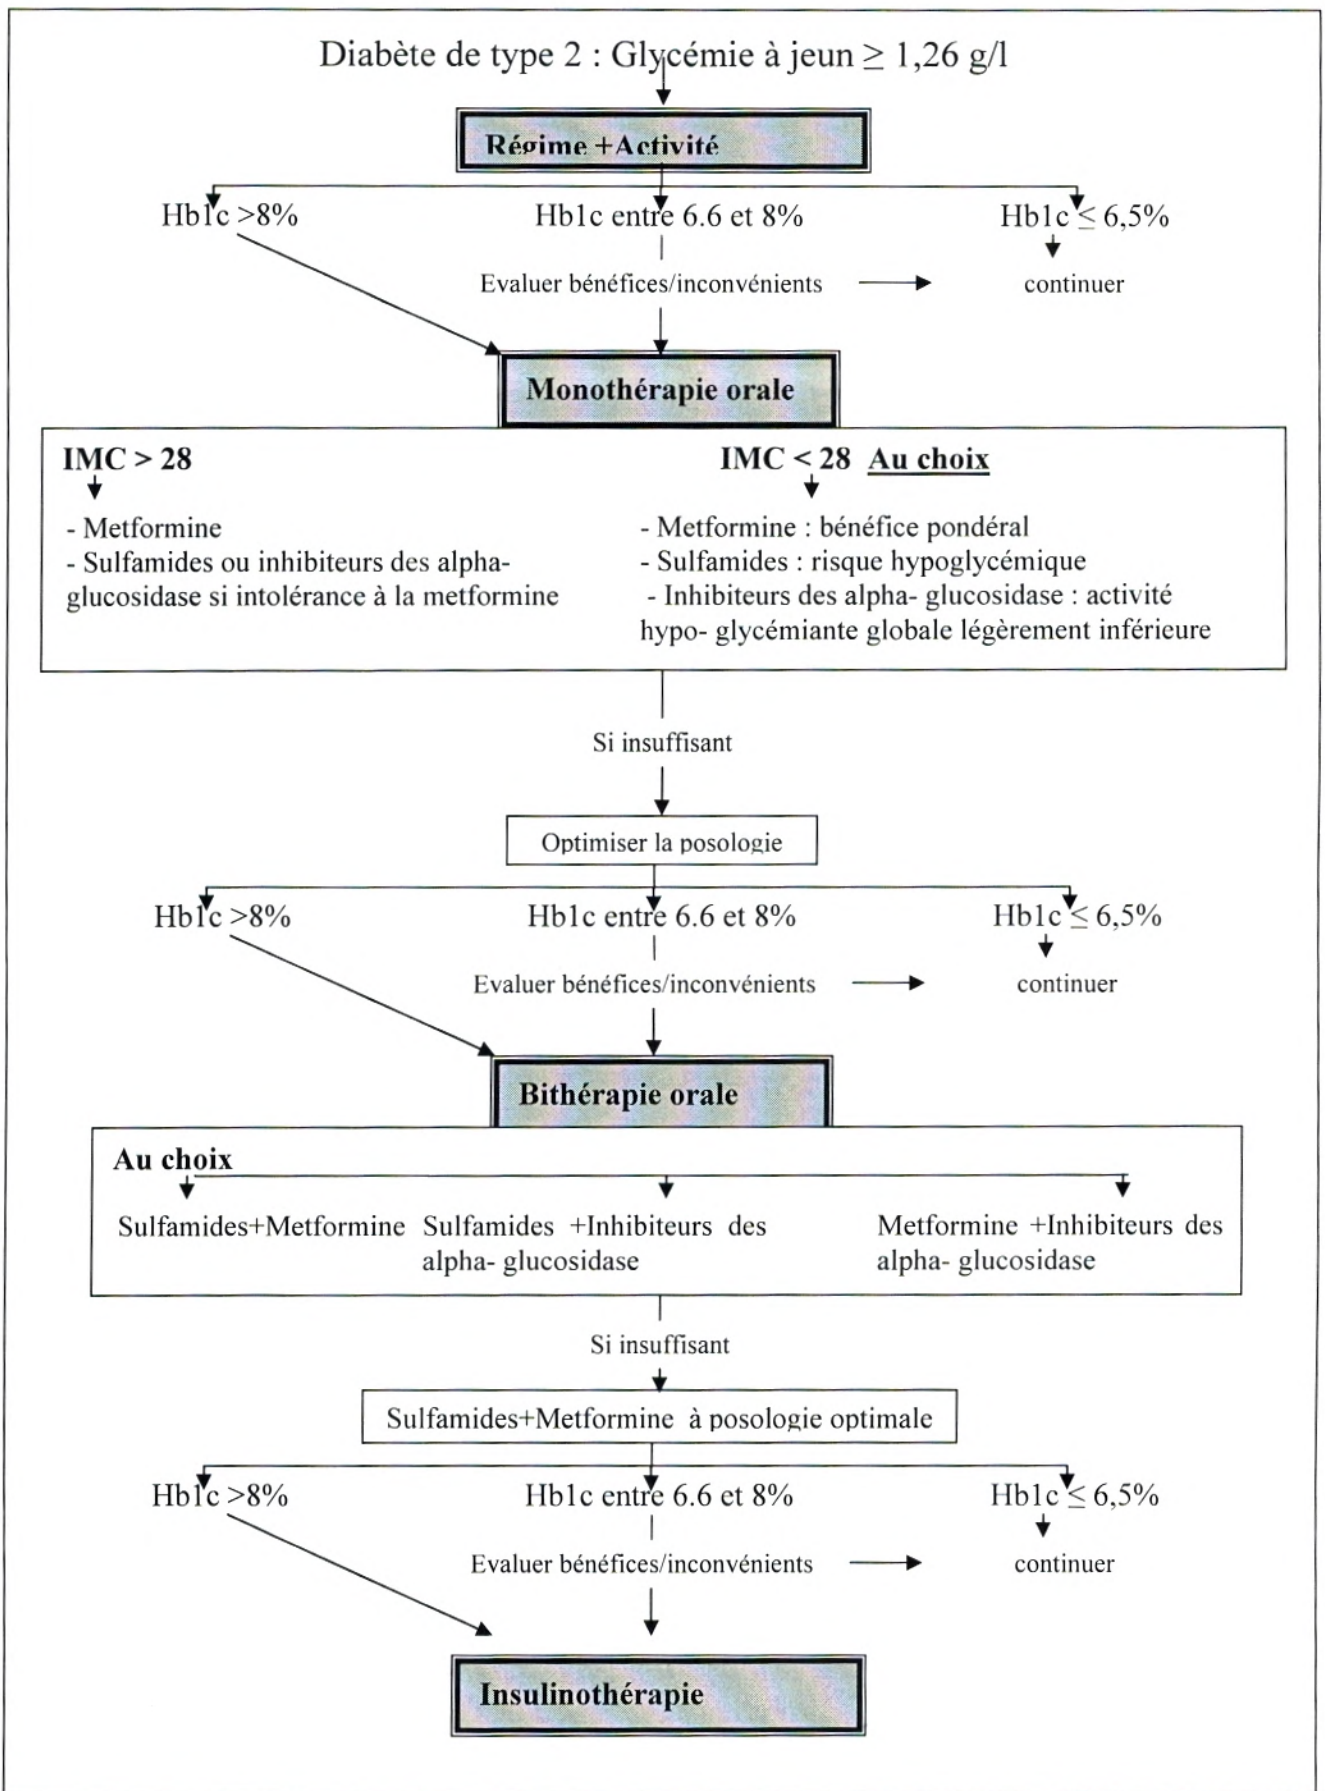 Diabète de type 2 : Glycémie à jeun ≥ 1,26 g/l
Régime +Activité
Hb1c >8%
Hb1c entre 6.6 et 8%
Hb1c ≤ 6,5%
Evaluer bénéfices/inconvénients
continuer
Monothérapie orale
IMC > 28
- Metformine
- Sulfamides ou inhibiteurs des alpha-
glucosidase si intolérance à la metformine
IMC < 28 Au choix
- Metformine : bénéfice pondéral
- Sulfamides : risque hypoglycémique
- Inhibiteurs des alpha- glucosidase : activité
hypo- glycémiante globale légèrement inférieure
Si insuffisant
Optimiser la posologie
Hb1c >8%
Hb1c entre 6.6 et 8%
Hb1c ≤ 6,5%
Evaluer bénéfices/inconvénients
continuer
Bithérapie orale
Au choix
Sulfamides+Metformine
Sulfamides +Inhibiteurs des
alpha- glucosidase
Metformine +Inhibiteurs des
alpha- glucosidase
Si insuffisant
Sulfamides+Metformine à posologie optimale
Hb1c >8%
Hb1c entre 6.6 et 8%
Hb1c ≤ 6,5%
Evaluer bénéfices/inconvénients
continuer
Insulinothérapie